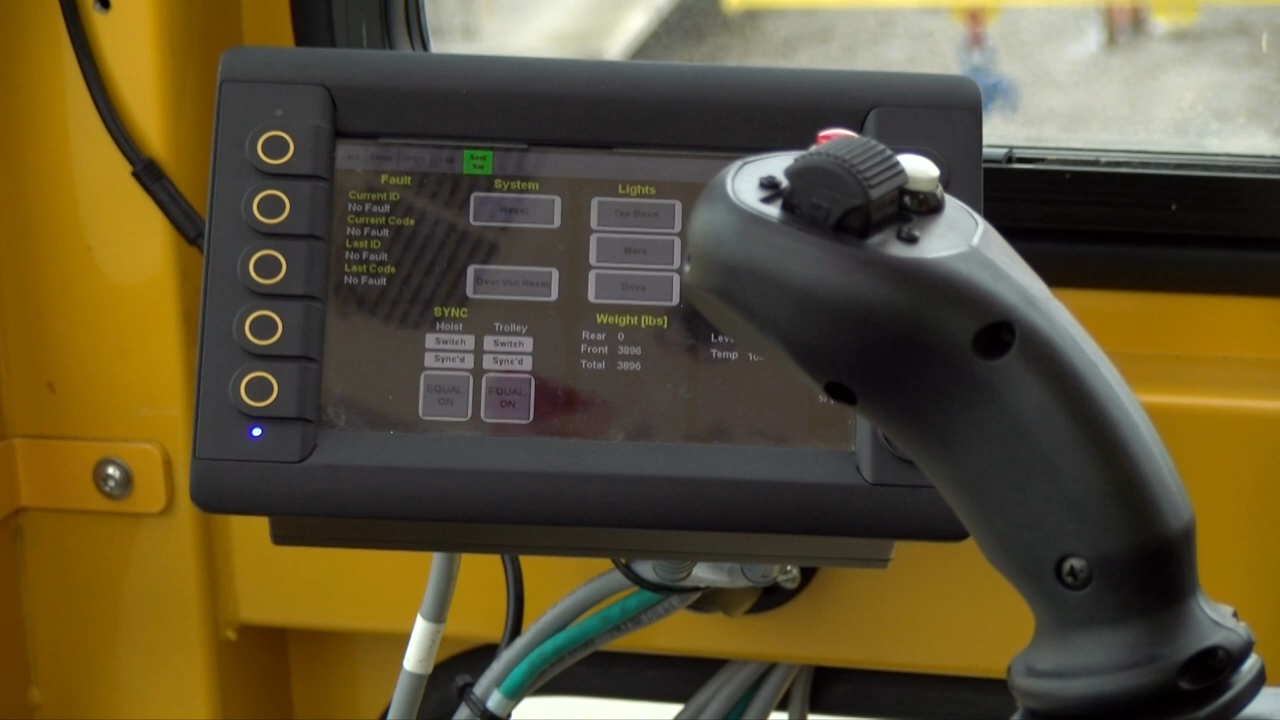 Seat
Sw
Fault
Current ID
No Fault
Current Code
No Fault
Last ID
No Fault
Last Code
No Fault
System
Reset
Over Volt Reset
Lights
Top Beam
Work
Drive
SYNC
Hoist Trolley
Switch Switch
Sync'd Sync'd
EQUAL EQUAL
ON ON
Weight [lbs]
Rear 0
Front 3896
Total 3896
Temp